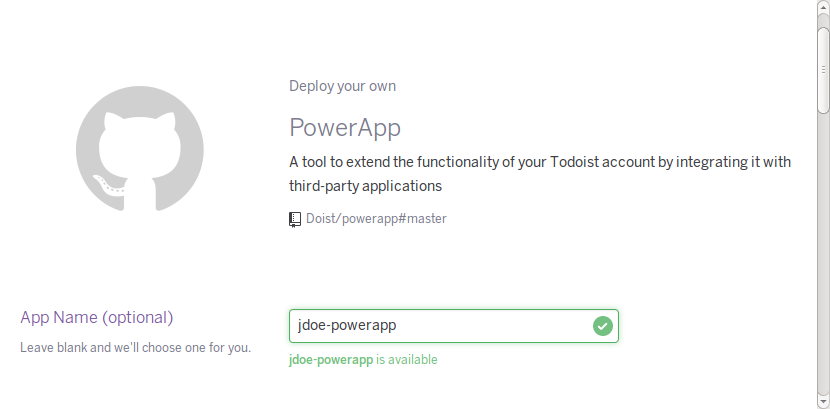 Deploy your own
PowerApp
A tool to extend the functionality of your Todoist account by integrating it with
third-party applications
Doist/powerapp#master
App Name (optional)
jdoe-powerapp
Leave blank and we'll choose one for you.
jdoe-powerapp is available